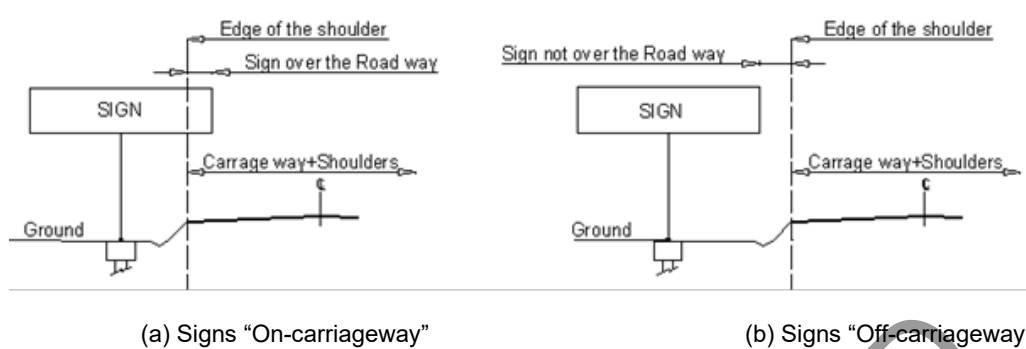 Edge of the shoulder
Sign over the Road way
SIGN
Carrage way+Shoulders
℄
Ground
(a) Signs “On-carriageway”
Edge of the shoulder
Sign not over the Road way
SIGN
Carrage way+Shoulders
℄
Ground
(b) Signs “Off-carriageway